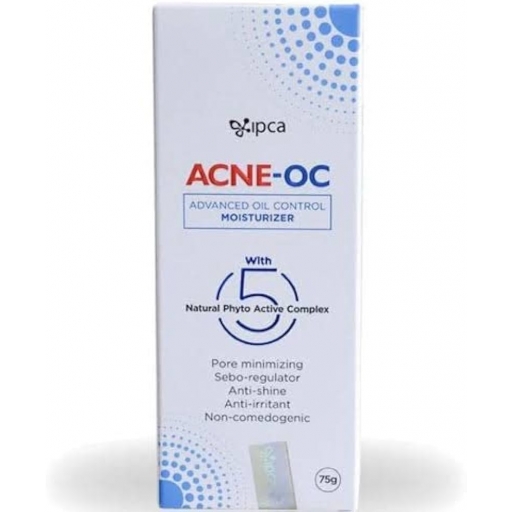 ipca
ACNE-OC
ADVANCED OIL CONTROL
MOISTURIZER
With
5
Natural Phyto Active Complex
Pore minimizing
Sebo-regulator
Anti-shine
Anti-irritant
Non-comedogenic
75g